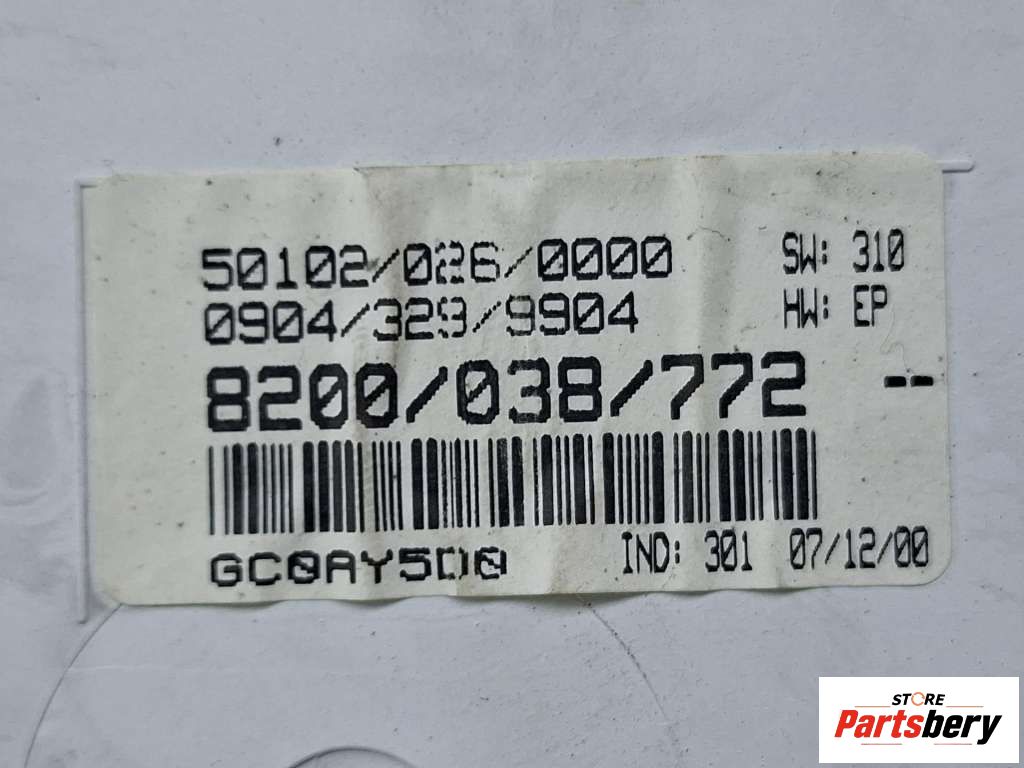 50102/026/0000
SW: 310
0904/329/9904
HW: EP
8200/038/772 --
GC0AY5D0
IND: 301 07/12/00
STORE
Partsbery